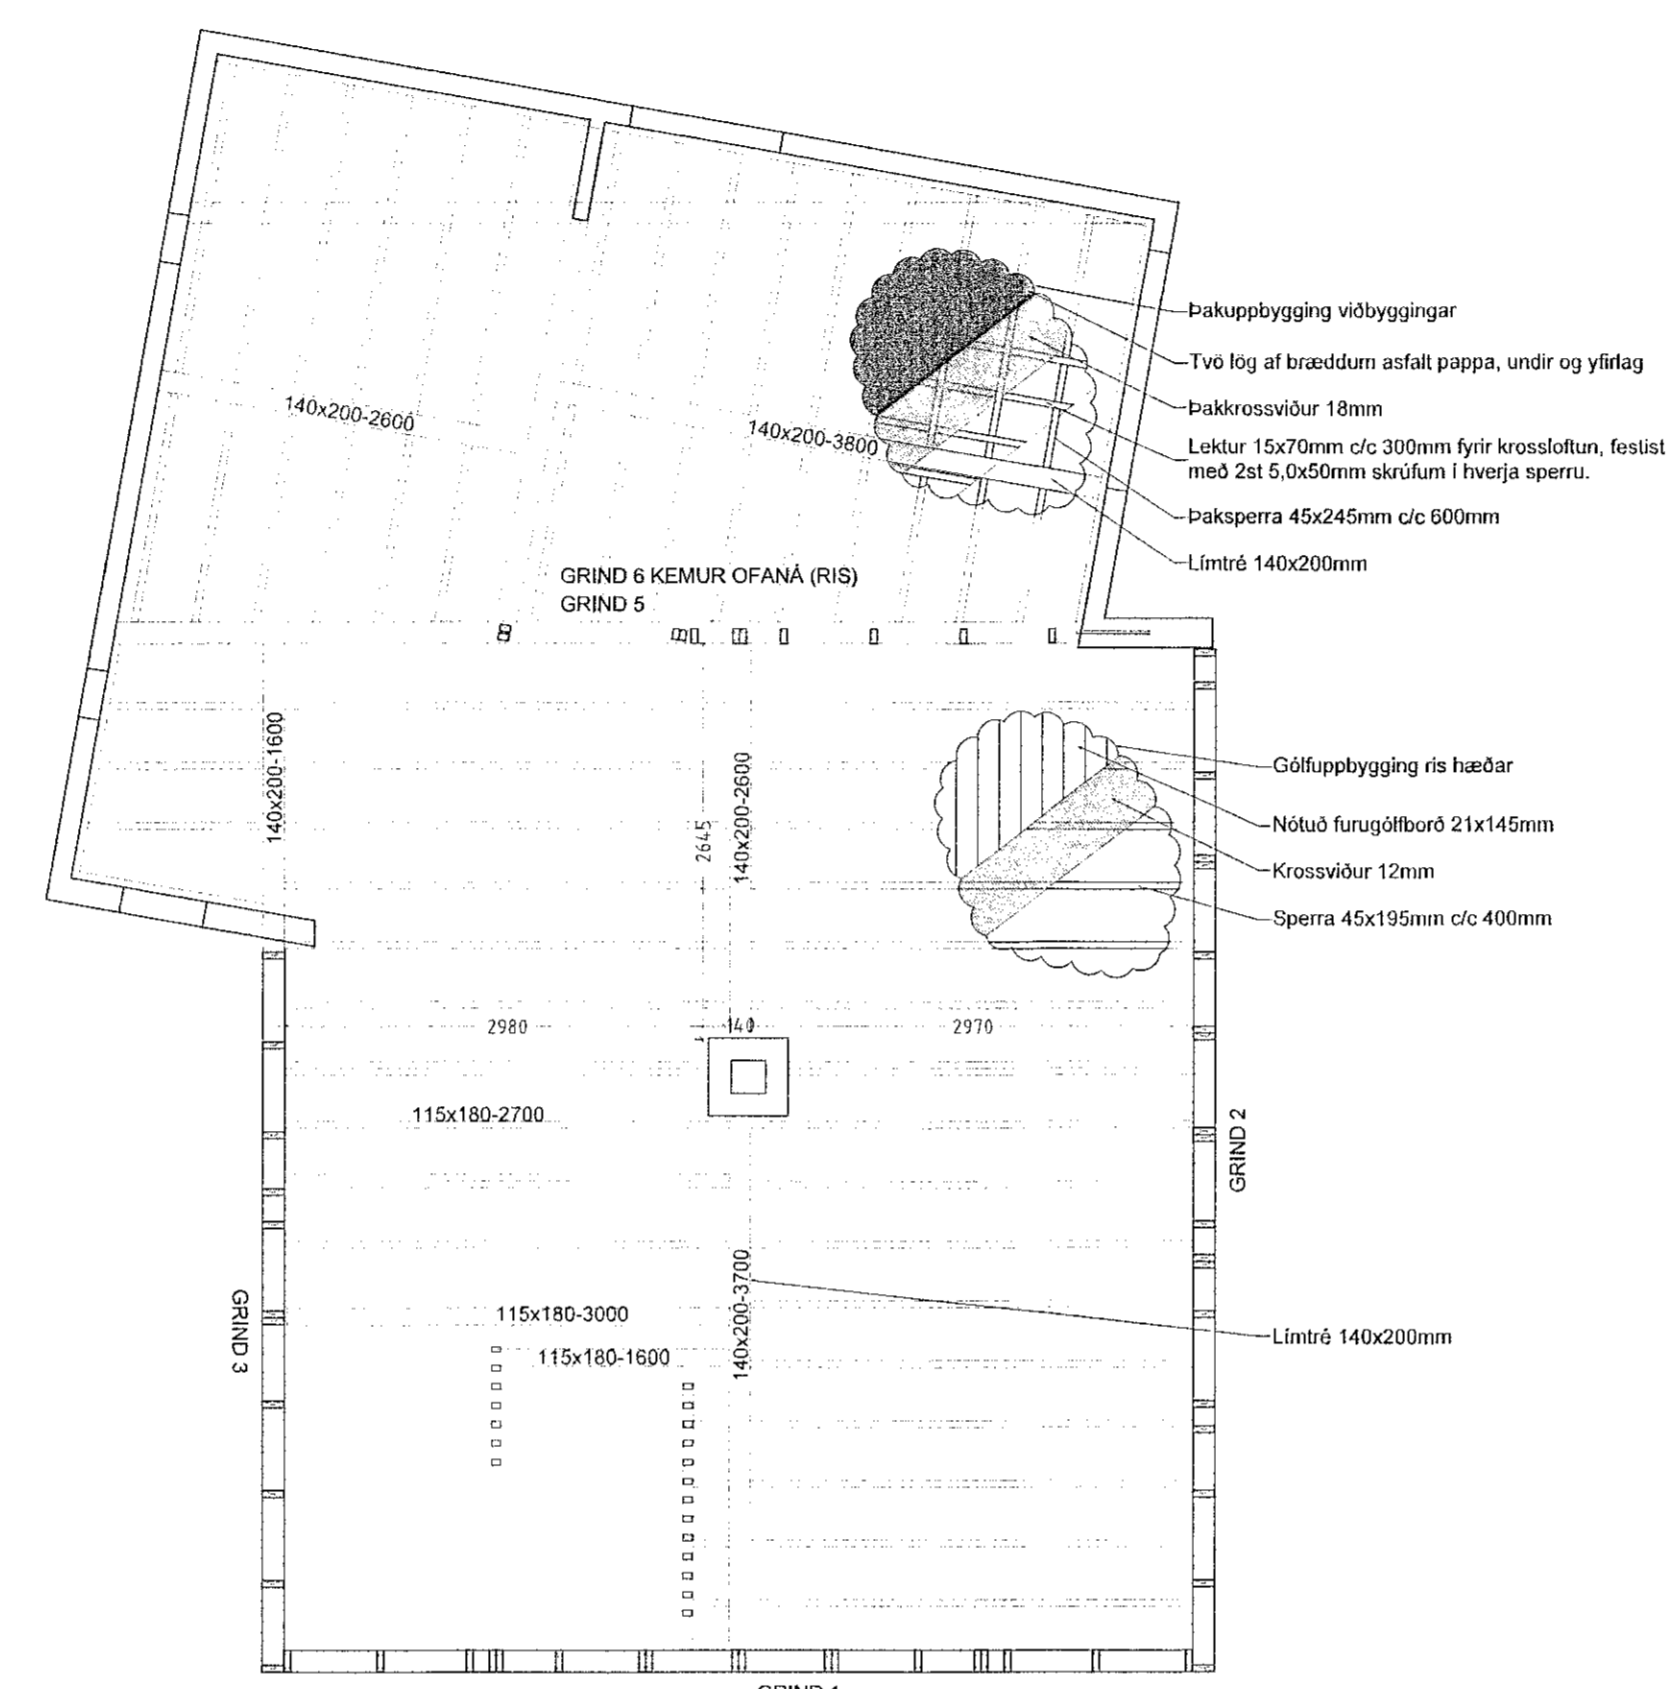 Þakuppbygging viðbyggingar
Tvö lög af bræddum asfalt pappa, undir og yfirlag
Þakkrossviður 18mm
Lektur 15x70mm c/c 300mm fyrir krossloftun, festist
með 2st 5,0x50mm skrúfum í hverja sperru.
Þaksperra 45x245mm c/c 600mm
Límtré 140x200mm
140x200-2600
140x200-3800
GRIND 6 KEMUR OFANÁ (RIS)
GRIND 5
140x200-1600
2645
140x200-2600
Gólfuppbygging ris hæðar
Nótuð furugólfborð 21x145mm
Krossviður 12mm
Sperra 45x195mm c/c 400mm
2980
140
2970
115x180-2700
GRIND 2
GRIND 3
115x180-3000
115x180-1600
140x200-3700
Límtré 140x200mm
GRIND 1